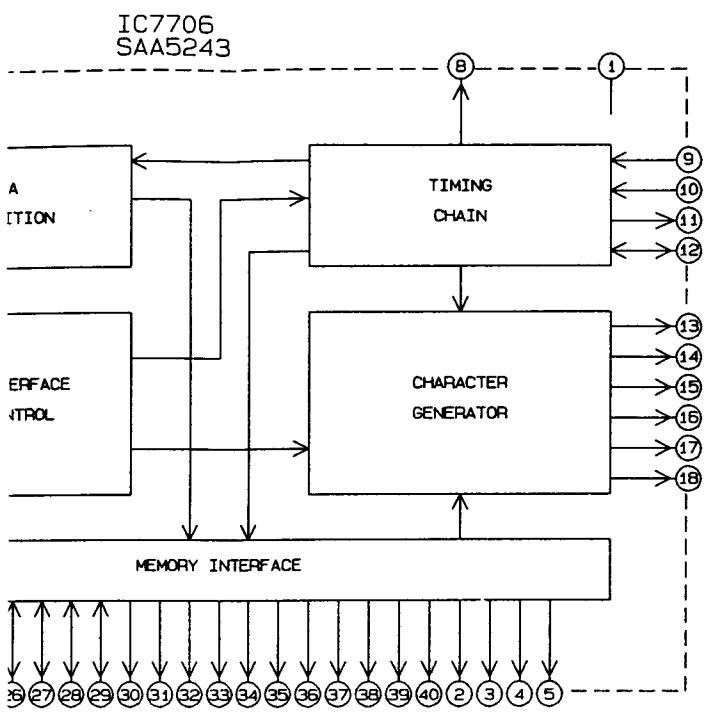 IC7706
SAA5243
8 1
A
ITION
TIMING
CHAIN
9
10
11
12
ERFACE
NTROL
CHARACTER
GENERATOR
13
14
15
16
17
18
MEMORY INTERFACE
26 27 28 29 30 31 32 33 34 35 36 37 38 39 40 2 3 4 5